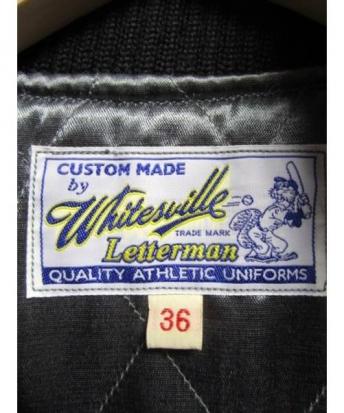 CUSTOM MADE
by
Whitesville
TRADE MARK
Letterman
QUALITY ATHLETIC UNIFORMS
36